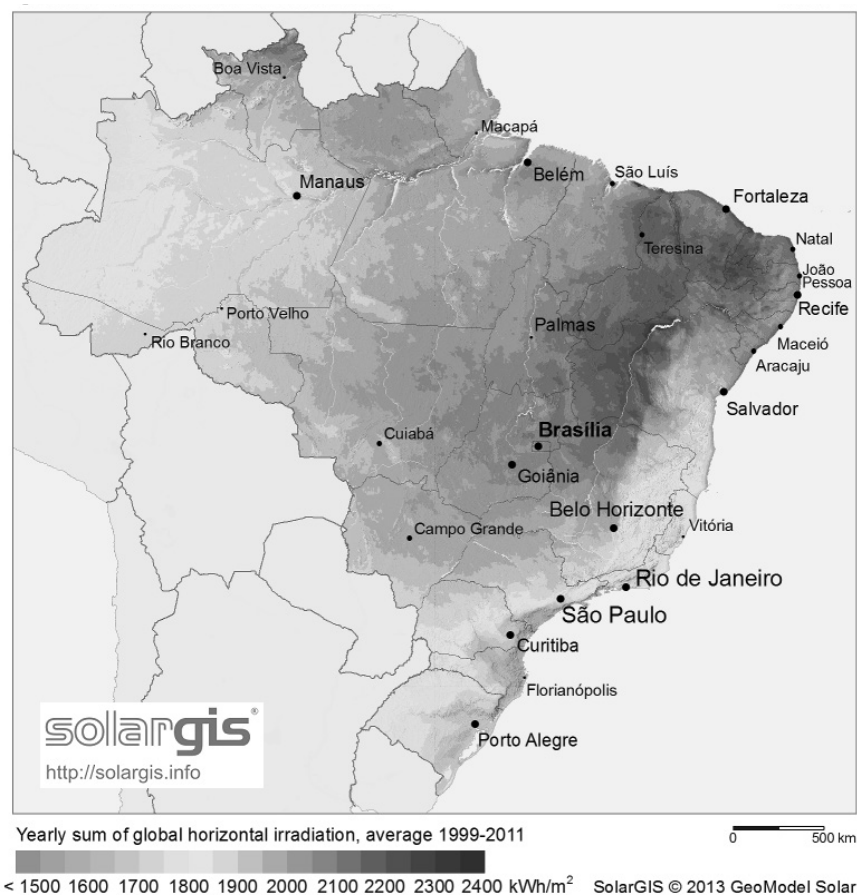 Boa Vista
Macapá
Manaus
Belém
São Luís
Fortaleza
Teresina
Natal
João
Pessoa
Recife
Porto Velho
Rio Branco
Palmas
Maceió
Aracaju
Salvador
Cuiabá
Brasília
Goiânia
Belo Horizonte
Campo Grande
Vitória
Rio de Janeiro
São Paulo
Curitiba
Florianópolis
solargis®
Porto Alegre
http://solargis.info
Yearly sum of global horizontal irradiation, average 1999-2011
0 500 km
< 1500 1600 1700 1800 1900 2000 2100 2200 2300 2400 kWh/m²
SolarGIS © 2013 GeoModel Solar